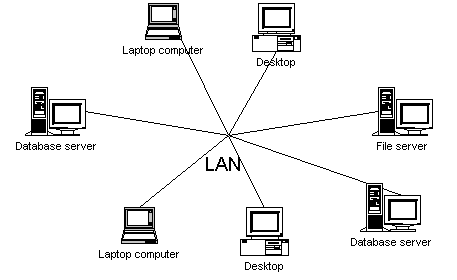 Laptop computer
Desktop
Database server
File server
LAN
Laptop computer
Desktop
Database server